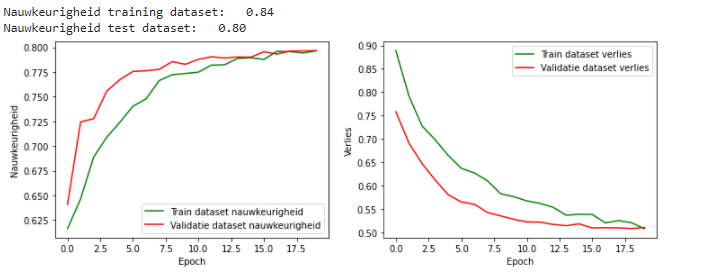 Nauwkeurigheid training dataset: 0.84
Nauwkeurigheid test dataset: 0.80
0.800
0.775
0.750
0.725
0.700
0.675
0.650
0.625
Nauwkeurigheid
Train dataset nauwkeurigheid
Validatie dataset nauwkeurigheid
0.0 2.5 5.0 7.5 10.0 12.5 15.0 17.5
Epoch
0.90
0.85
0.80
0.75
0.70
0.65
0.60
0.55
0.50
Verlies
Train dataset verlies
Validatie dataset verlies
0.0 2.5 5.0 7.5 10.0 12.5 15.0 17.5
Epoch